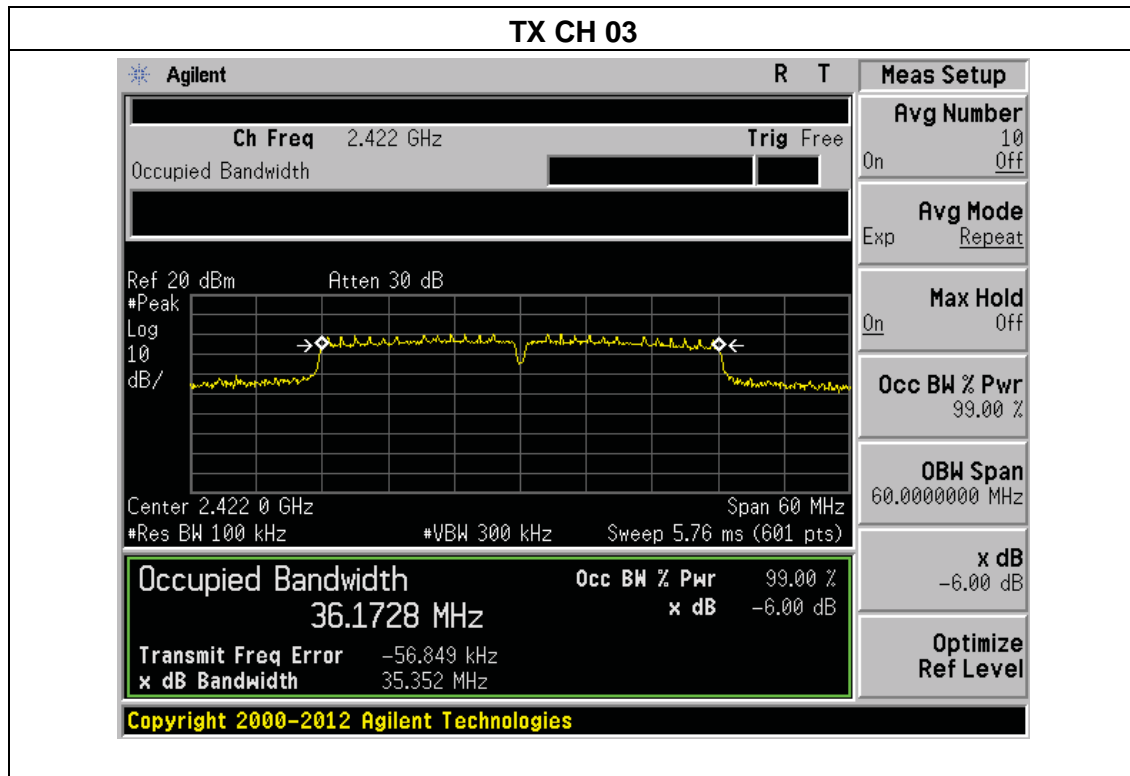 TX CH 03
Agilent R T
Ch Freq 2.422 GHz Trig Free
Occupied Bandwidth
Ref 20 dBm Atten 30 dB
#Peak
Log
10
dB/
Center 2.422 0 GHz Span 60 MHz
#Res BW 100 kHz #VBW 300 kHz Sweep 5.76 ms (601 pts)
Occupied Bandwidth Occ BW % Pwr 99.00 %
36.1728 MHz x dB -6.00 dB
Transmit Freq Error -56.849 kHz
x dB Bandwidth 35.352 MHz
Copyright 2000-2012 Agilent Technologies
Meas Setup
Avg Number
10
On Off
Avg Mode
Exp Repeat
Max Hold
On Off
Occ BW % Pwr
99.00 %
OBW Span
60.0000000 MHz
x dB
-6.00 dB
Optimize
Ref Level